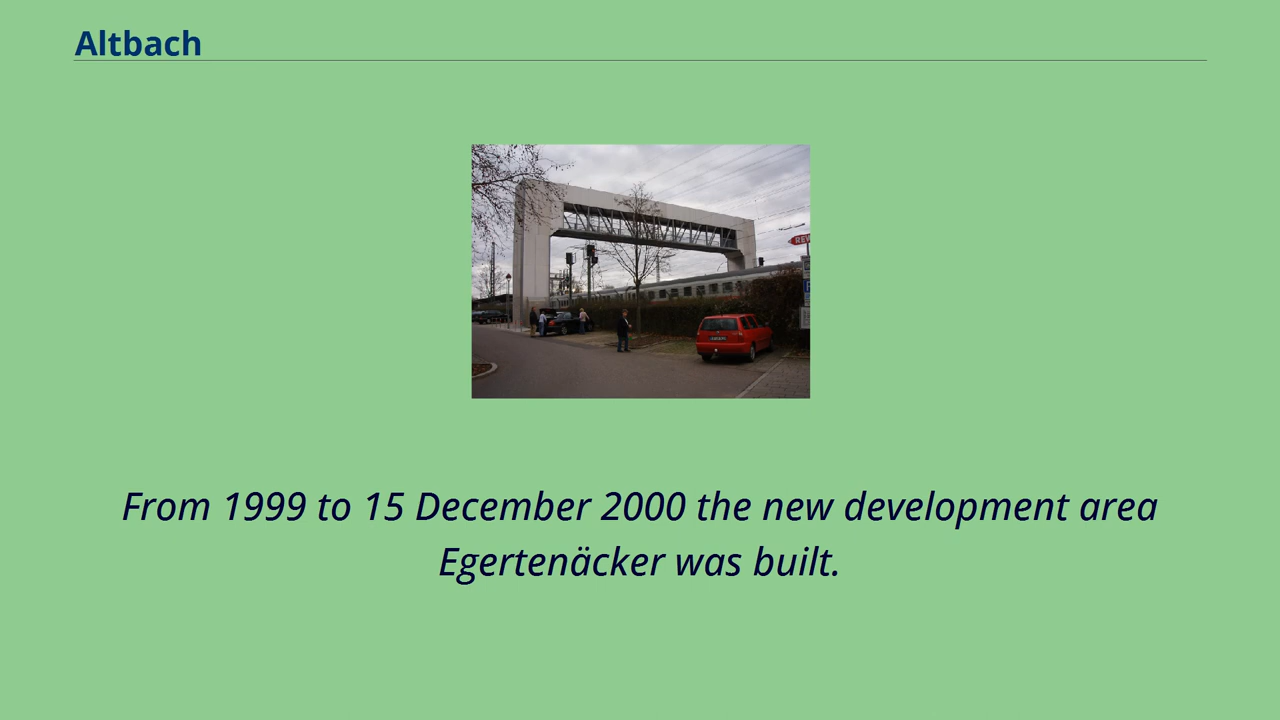 Altbach
From 1999 to 15 December 2000 the new development area
Egertenäcker was built.